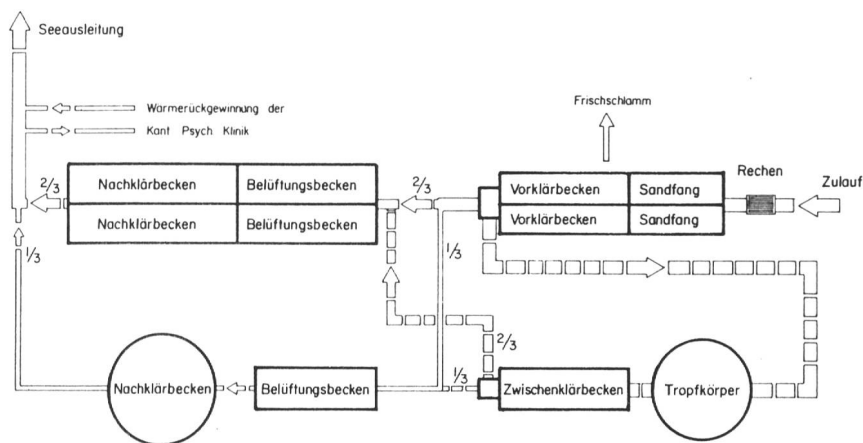 Seeausleitung
Wärmerückgewinnung der
Kant Psych Klinik
Frischschlamm
Rechen
Zulauf
2/3
Nachklärbecken
Belüftungsbecken
2/3
Vorklärbecken
Sandfang
Nachklärbecken
Belüftungsbecken
Vorklärbecken
Sandfang
1/3
1/3
2/3
1/3
Nachklärbecken
Belüftungsbecken
Zwischenklärbecken
Tropfkörper